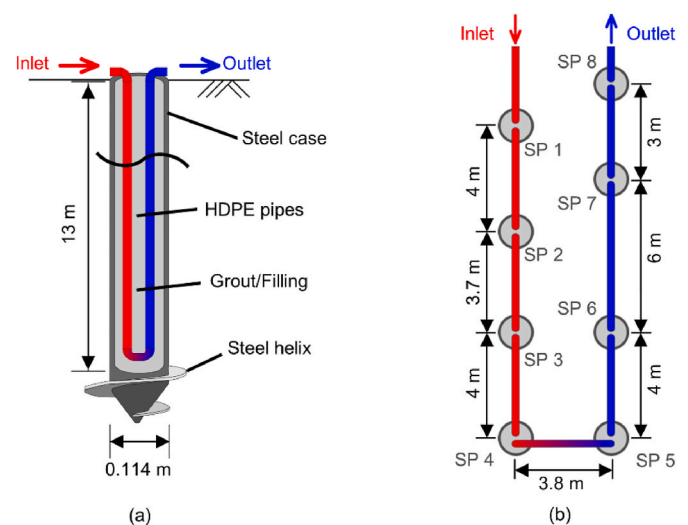 Inlet
Outlet
Steel case
13 m
HDPE pipes
Grout/Filling
Steel helix
0.114 m
(a)
Inlet
Outlet
SP 8
SP 1
3 m
4 m
SP 7
SP 2
6 m
3.7 m
SP 6
SP 3
4 m
4 m
SP 4
SP 5
3.8 m
(b)